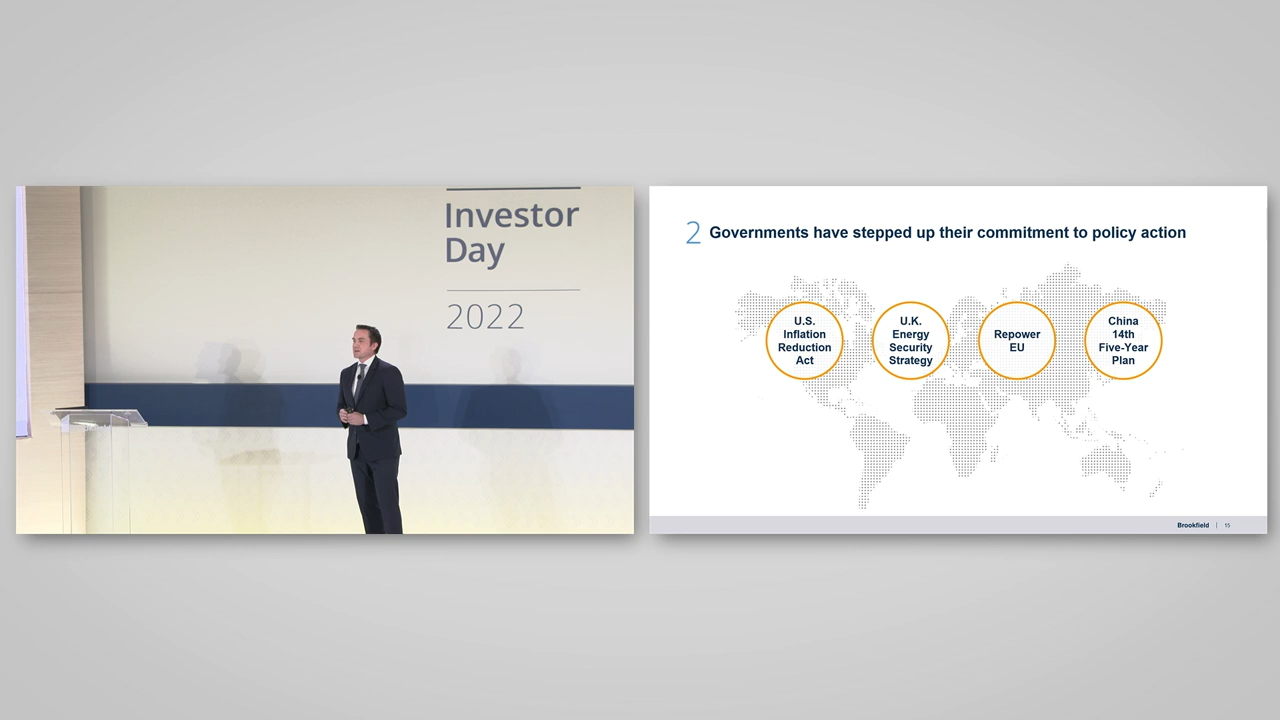 Investor
Day
2022
2 Governments have stepped up their commitment to policy action
U.S.
Inflation
Reduction
Act
U.K.
Energy
Security
Strategy
Repower
EU
China
14th
Five-Year
Plan
Brookfield | 15